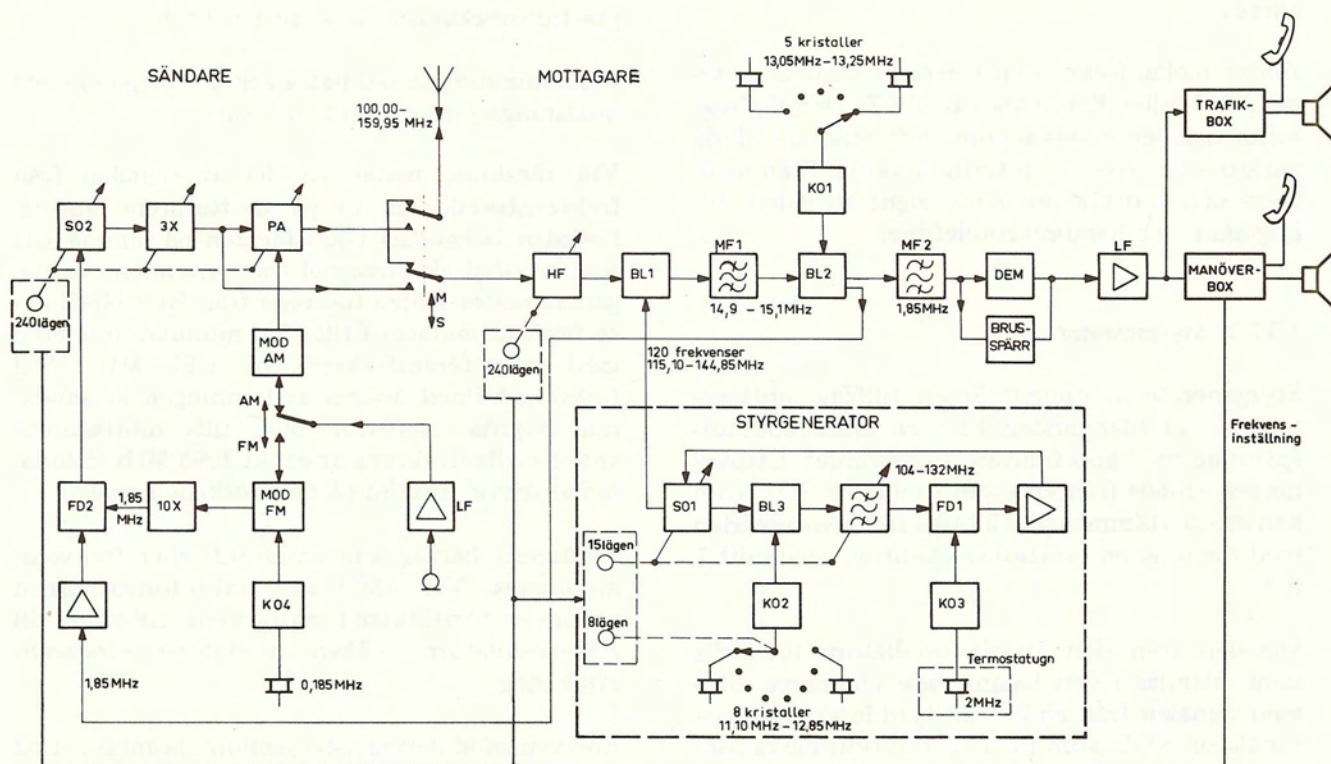 5 kristaller
13,05MHz–13,25MHz
SÄNDARE
MOTTAGARE
100,00–
159,95 MHz
TRAFIK-
BOX
KO1
SO2
3X
PA
HF
BL1
MF1
BL2
MF2
DEM
LF
MANÖVER-
BOX
M
S
14,9 – 15,1MHz
1,85MHz
BRUS-
SPÄRR
240lägen
240lägen
MOD
AM
120 frekvenser
115,10–144,85MHz
AM
FM
STYRGENERATOR
Frekvens-
inställning
104–132MHz
FD2
1,85
MHz
10X
MOD
FM
LF
SO1
BL3
FD1
15lägen
8lägen
KO4
KO2
KO3
1,85MHz
0,185MHz
Termostatugn
2MHz
8 kristaller
11,10MHz–12,85MHz